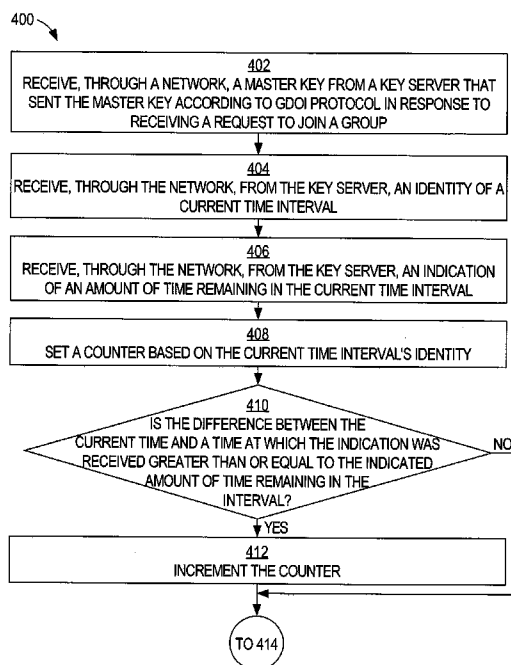 400
402
RECEIVE, THROUGH A NETWORK, A MASTER KEY FROM A KEY SERVER THAT
SENT THE MASTER KEY ACCORDING TO GDOI PROTOCOL IN RESPONSE TO
RECEIVING A REQUEST TO JOIN A GROUP
404
RECEIVE, THROUGH THE NETWORK, FROM THE KEY SERVER, AN IDENTITY OF A
CURRENT TIME INTERVAL
406
RECEIVE, THROUGH THE NETWORK, FROM THE KEY SERVER, AN INDICATION
OF AN AMOUNT OF TIME REMAINING IN THE CURRENT TIME INTERVAL
408
SET A COUNTER BASED ON THE CURRENT TIME INTERVAL'S IDENTITY
410
IS THE DIFFERENCE BETWEEN THE
CURRENT TIME AND A TIME AT WHICH THE INDICATION WAS
RECEIVED GREATER THAN OR EQUAL TO THE INDICATED
AMOUNT OF TIME REMAINING IN THE
INTERVAL?
NO
YES
412
INCREMENT THE COUNTER
TO 414